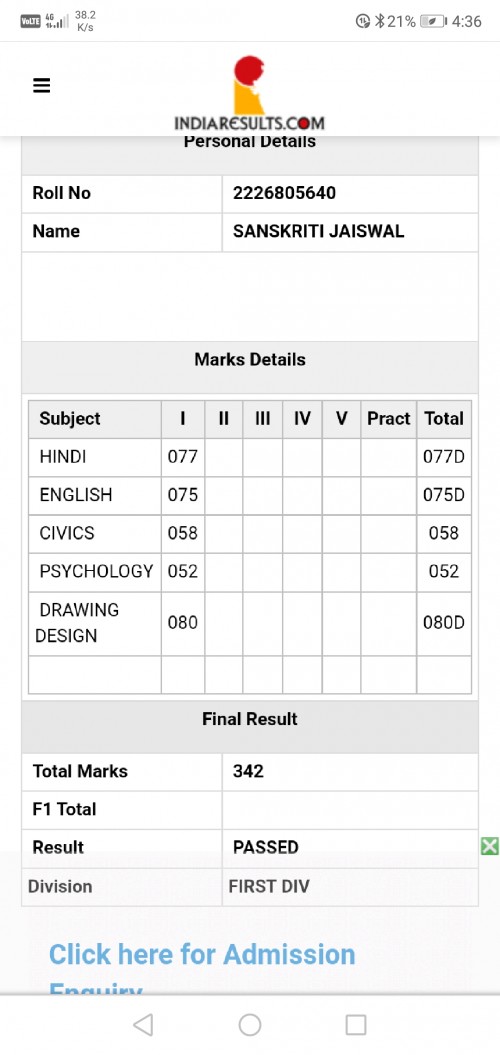 VoLTE 4G 38.2 K/s 21% 4:36
INDIARESULTS.COM
Personal Details
Roll No 2226805640
Name SANSKRITI JAISWAL
Marks Details
Subject I II III IV V Pract Total
HINDI 077 077D
ENGLISH 075 075D
CIVICS 058 058
PSYCHOLOGY 052 052
DRAWING
DESIGN 080 080D
Final Result
Total Marks 342
F1 Total
Result PASSED
Division FIRST DIV
Click here for Admission
Enquiry